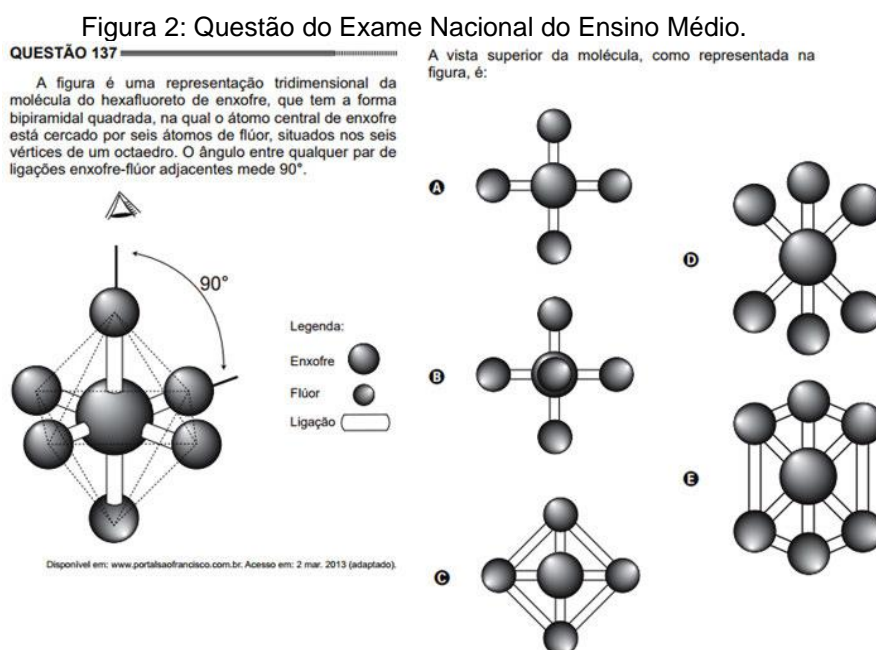 Figura 2: Questão do Exame Nacional do Ensino Médio.
QUESTÃO 137
A figura é uma representação tridimensional da
molécula do hexafluoreto de enxofre, que tem a forma
bipiramidal quadrada, na qual o átomo central de enxofre
está cercado por seis átomos de flúor, situados nos seis
vértices de um octaedro. O ângulo entre qualquer par de
ligações enxofre-flúor adjacentes mede 90°.
90°
Legenda:
Enxofre
Flúor
Ligação
Disponível em: www.portalsaofrancisco.com.br. Acesso em: 2 mar. 2013 (adaptado).
A vista superior da molécula, como representada na
figura, é:
A
B
C
D
E